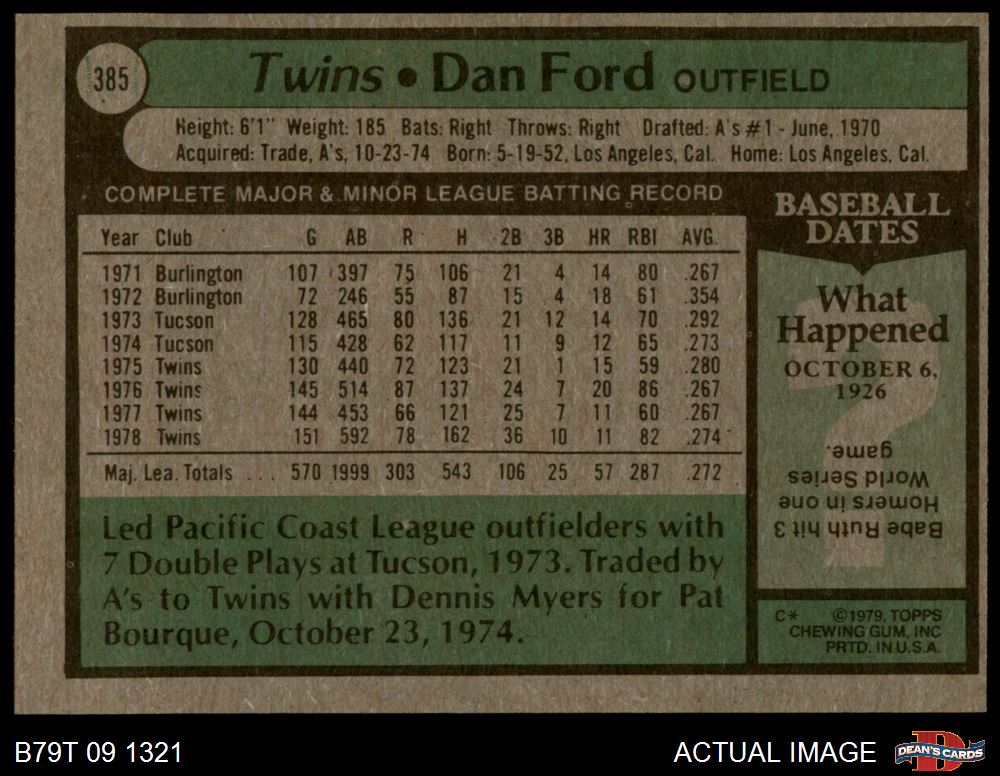 385
Twins • Dan Ford OUTFIELD
Height: 6'1" Weight: 185 Bats: Right Throws: Right Drafted: A's #1 - June, 1970
Acquired: Trade, A's, 10-23-74 Born: 5-19-52, Los Angeles, Cal. Home: Los Angeles, Cal.
COMPLETE MAJOR & MINOR LEAGUE BATTING RECORD
Year Club G AB R H 2B 3B HR RBI AVG.
1971 Burlington 107 397 75 106 21 4 14 80 .267
1972 Burlington 72 246 55 87 15 4 18 61 .354
1973 Tucson 128 465 80 136 21 12 14 70 .292
1974 Tucson 115 428 62 117 11 9 12 65 .273
1975 Twins 130 440 72 123 21 1 15 59 .280
1976 Twins 145 514 87 137 24 7 20 86 .267
1977 Twins 144 453 66 121 25 7 11 60 .267
1978 Twins 151 592 78 162 36 10 11 82 .274
Maj. Lea. Totals ... 570 1999 303 543 106 25 57 287 .272
Led Pacific Coast League outfielders with
7 Double Plays at Tucson, 1973. Traded by
A's to Twins with Dennis Myers for Pat
Bourque, October 23, 1974.
BASEBALL
DATES
What
Happened
OCTOBER 6,
1926
Babe Ruth hit 3
Homers in one
World Series
game.
C* ©1979, TOPPS
CHEWING GUM, INC
PRTD. IN U.S.A.
B79T 09 1321
ACTUAL IMAGE
DEAN'S CARDS